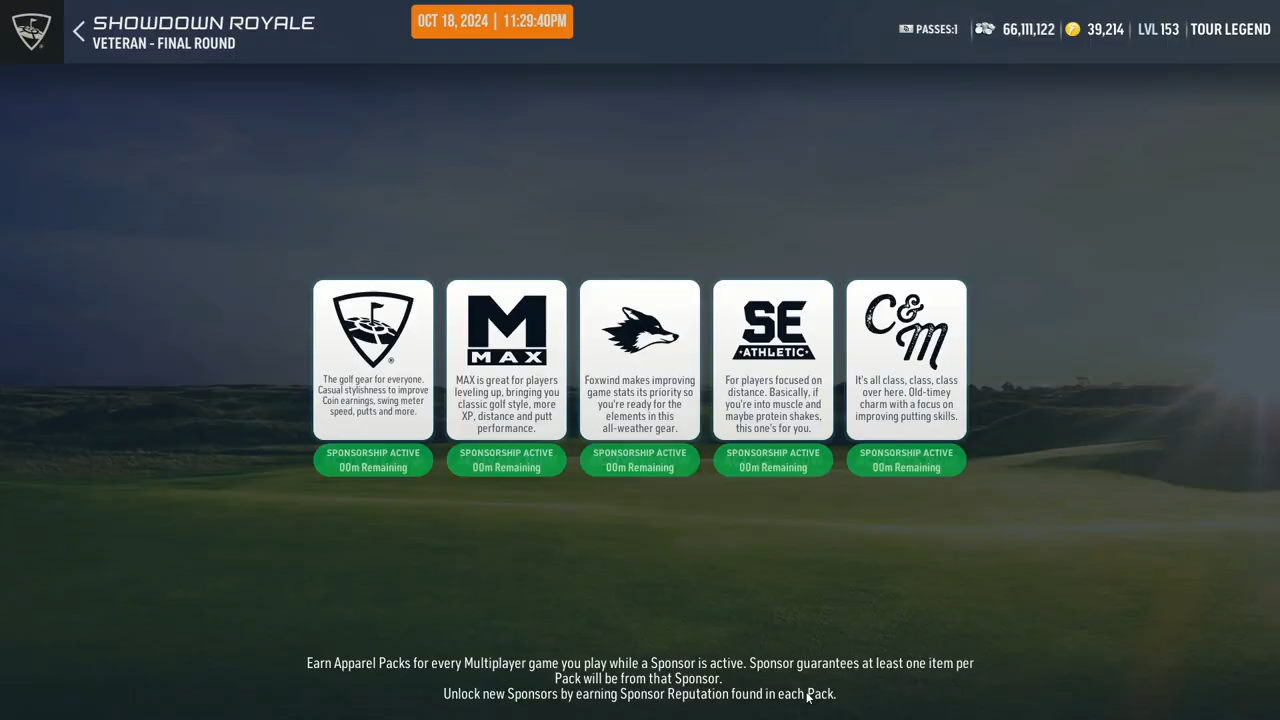 SHOWDOWN ROYALE
VETERAN - FINAL ROUND
OCT 18, 2024 | 11:29:40PM
PASSES:1
66,111,122
39,214
LVL 153
TOUR LEGEND
The golf gear for everyone.
Casual stylishness to improve
Coin earnings, swing meter
speed, putts and more.
SPONSORSHIP ACTIVE
00m Remaining
M
MAX
MAX is great for players
leveling up, bringing you
classic golf style, more
XP, distance and putt
performance.
SPONSORSHIP ACTIVE
00m Remaining
Foxwind makes improving
game stats its priority so
you're ready for the
elements in this
all-weather gear.
SPONSORSHIP ACTIVE
00m Remaining
SE
·ATHLETIC·
For players focused on
distance. Basically, if
you're into muscle and
maybe protein shakes,
this one's for you.
SPONSORSHIP ACTIVE
00m Remaining
C&M
It's all class, class, class
over here. Old-timey
charm with a focus on
improving putting skills.
SPONSORSHIP ACTIVE
00m Remaining
Earn Apparel Packs for every Multiplayer game you play while a Sponsor is active. Sponsor guarantees at least one item per
Pack will be from that Sponsor.
Unlock new Sponsors by earning Sponsor Reputation found in each Pack.